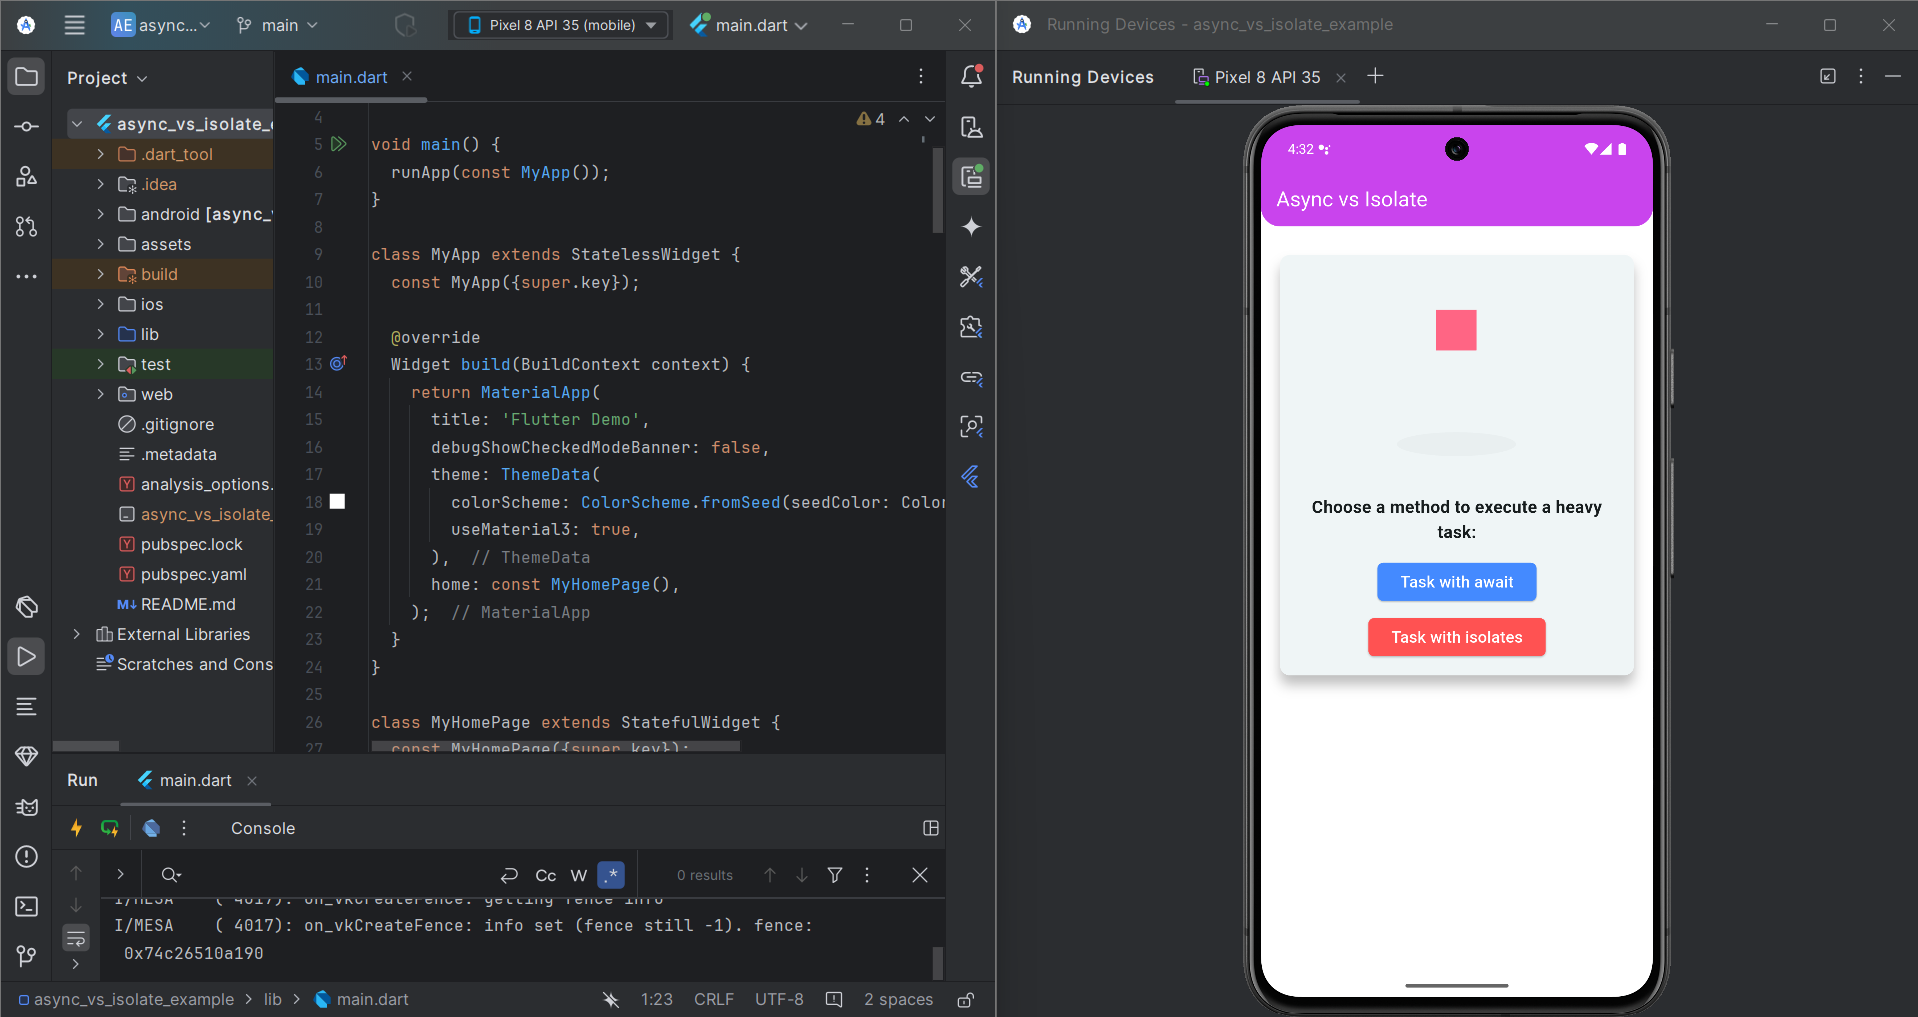 AE async...
main
Pixel 8 API 35 (mobile)
main.dart
Project
main.dart
async_vs_isolate_
.dart_tool
.idea
android [async_
assets
build
ios
lib
test
web
.gitignore
.metadata
analysis_options.
async_vs_isolate_
pubspec.lock
pubspec.yaml
M↓ README.md
External Libraries
Scratches and Cons
4
4
5 void main() {
6 runApp(const MyApp());
7 }
8
9 class MyApp extends StatelessWidget {
10 const MyApp({super.key});
11
12 @override
13 Widget build(BuildContext context) {
14 return MaterialApp(
15 title: 'Flutter Demo',
16 debugShowCheckedModeBanner: false,
17 theme: ThemeData(
18 colorScheme: ColorScheme.fromSeed(seedColor: Color
19 useMaterial3: true,
20 ), // ThemeData
21 home: const MyHomePage(),
22 ); // MaterialApp
23 }
24 }
25
26 class MyHomePage extends StatefulWidget {
27 const MyHomePage({super.key});
Run
main.dart
Console
Cc W .*
0 results
I/MESA ( 4017): on_vkCreateFence: getting fence info
I/MESA ( 4017): on_vkCreateFence: info set (fence still -1). fence:
0x74c26510a190
async_vs_isolate_example > lib > main.dart
1:23 CRLF UTF-8 2 spaces
Running Devices - async_vs_isolate_example
Running Devices
Pixel 8 API 35
4:32
Async vs Isolate
Choose a method to execute a heavy
task:
Task with await
Task with isolates